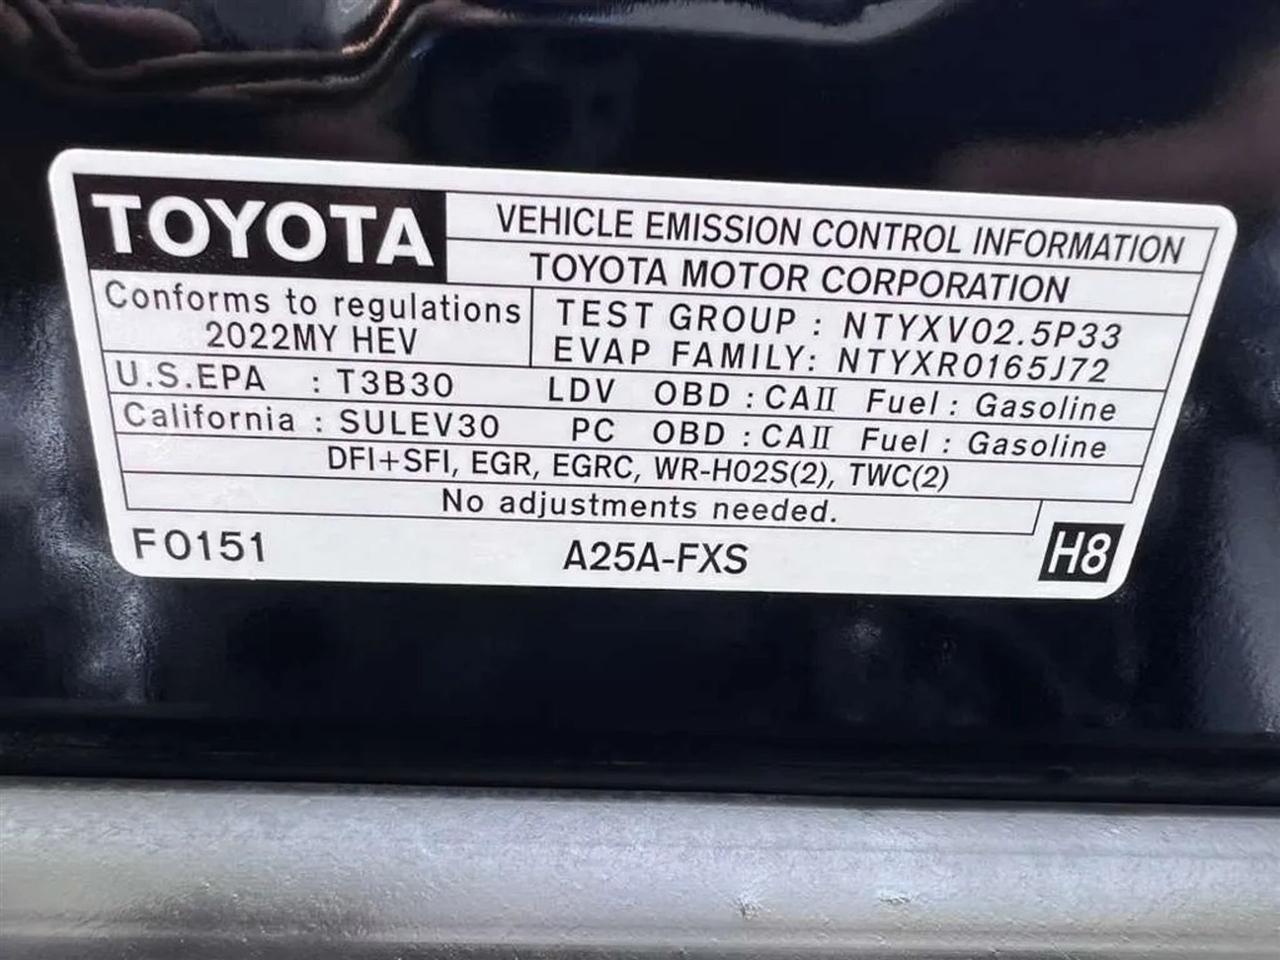 TOYOTA
VEHICLE EMISSION CONTROL INFORMATION
TOYOTA MOTOR CORPORATION
Conforms to regulations
2022MY HEV
TEST GROUP : NTYXV02.5P33
EVAP FAMILY: NTYXR0165J72
U.S.EPA : T3B30 LDV OBD : CAII Fuel : Gasoline
California : SULEV30 PC OBD : CAII Fuel : Gasoline
DFI+SFI, EGR, EGRC, WR-HO2S(2), TWC(2)
No adjustments needed.
F0151 A25A-FXS H8